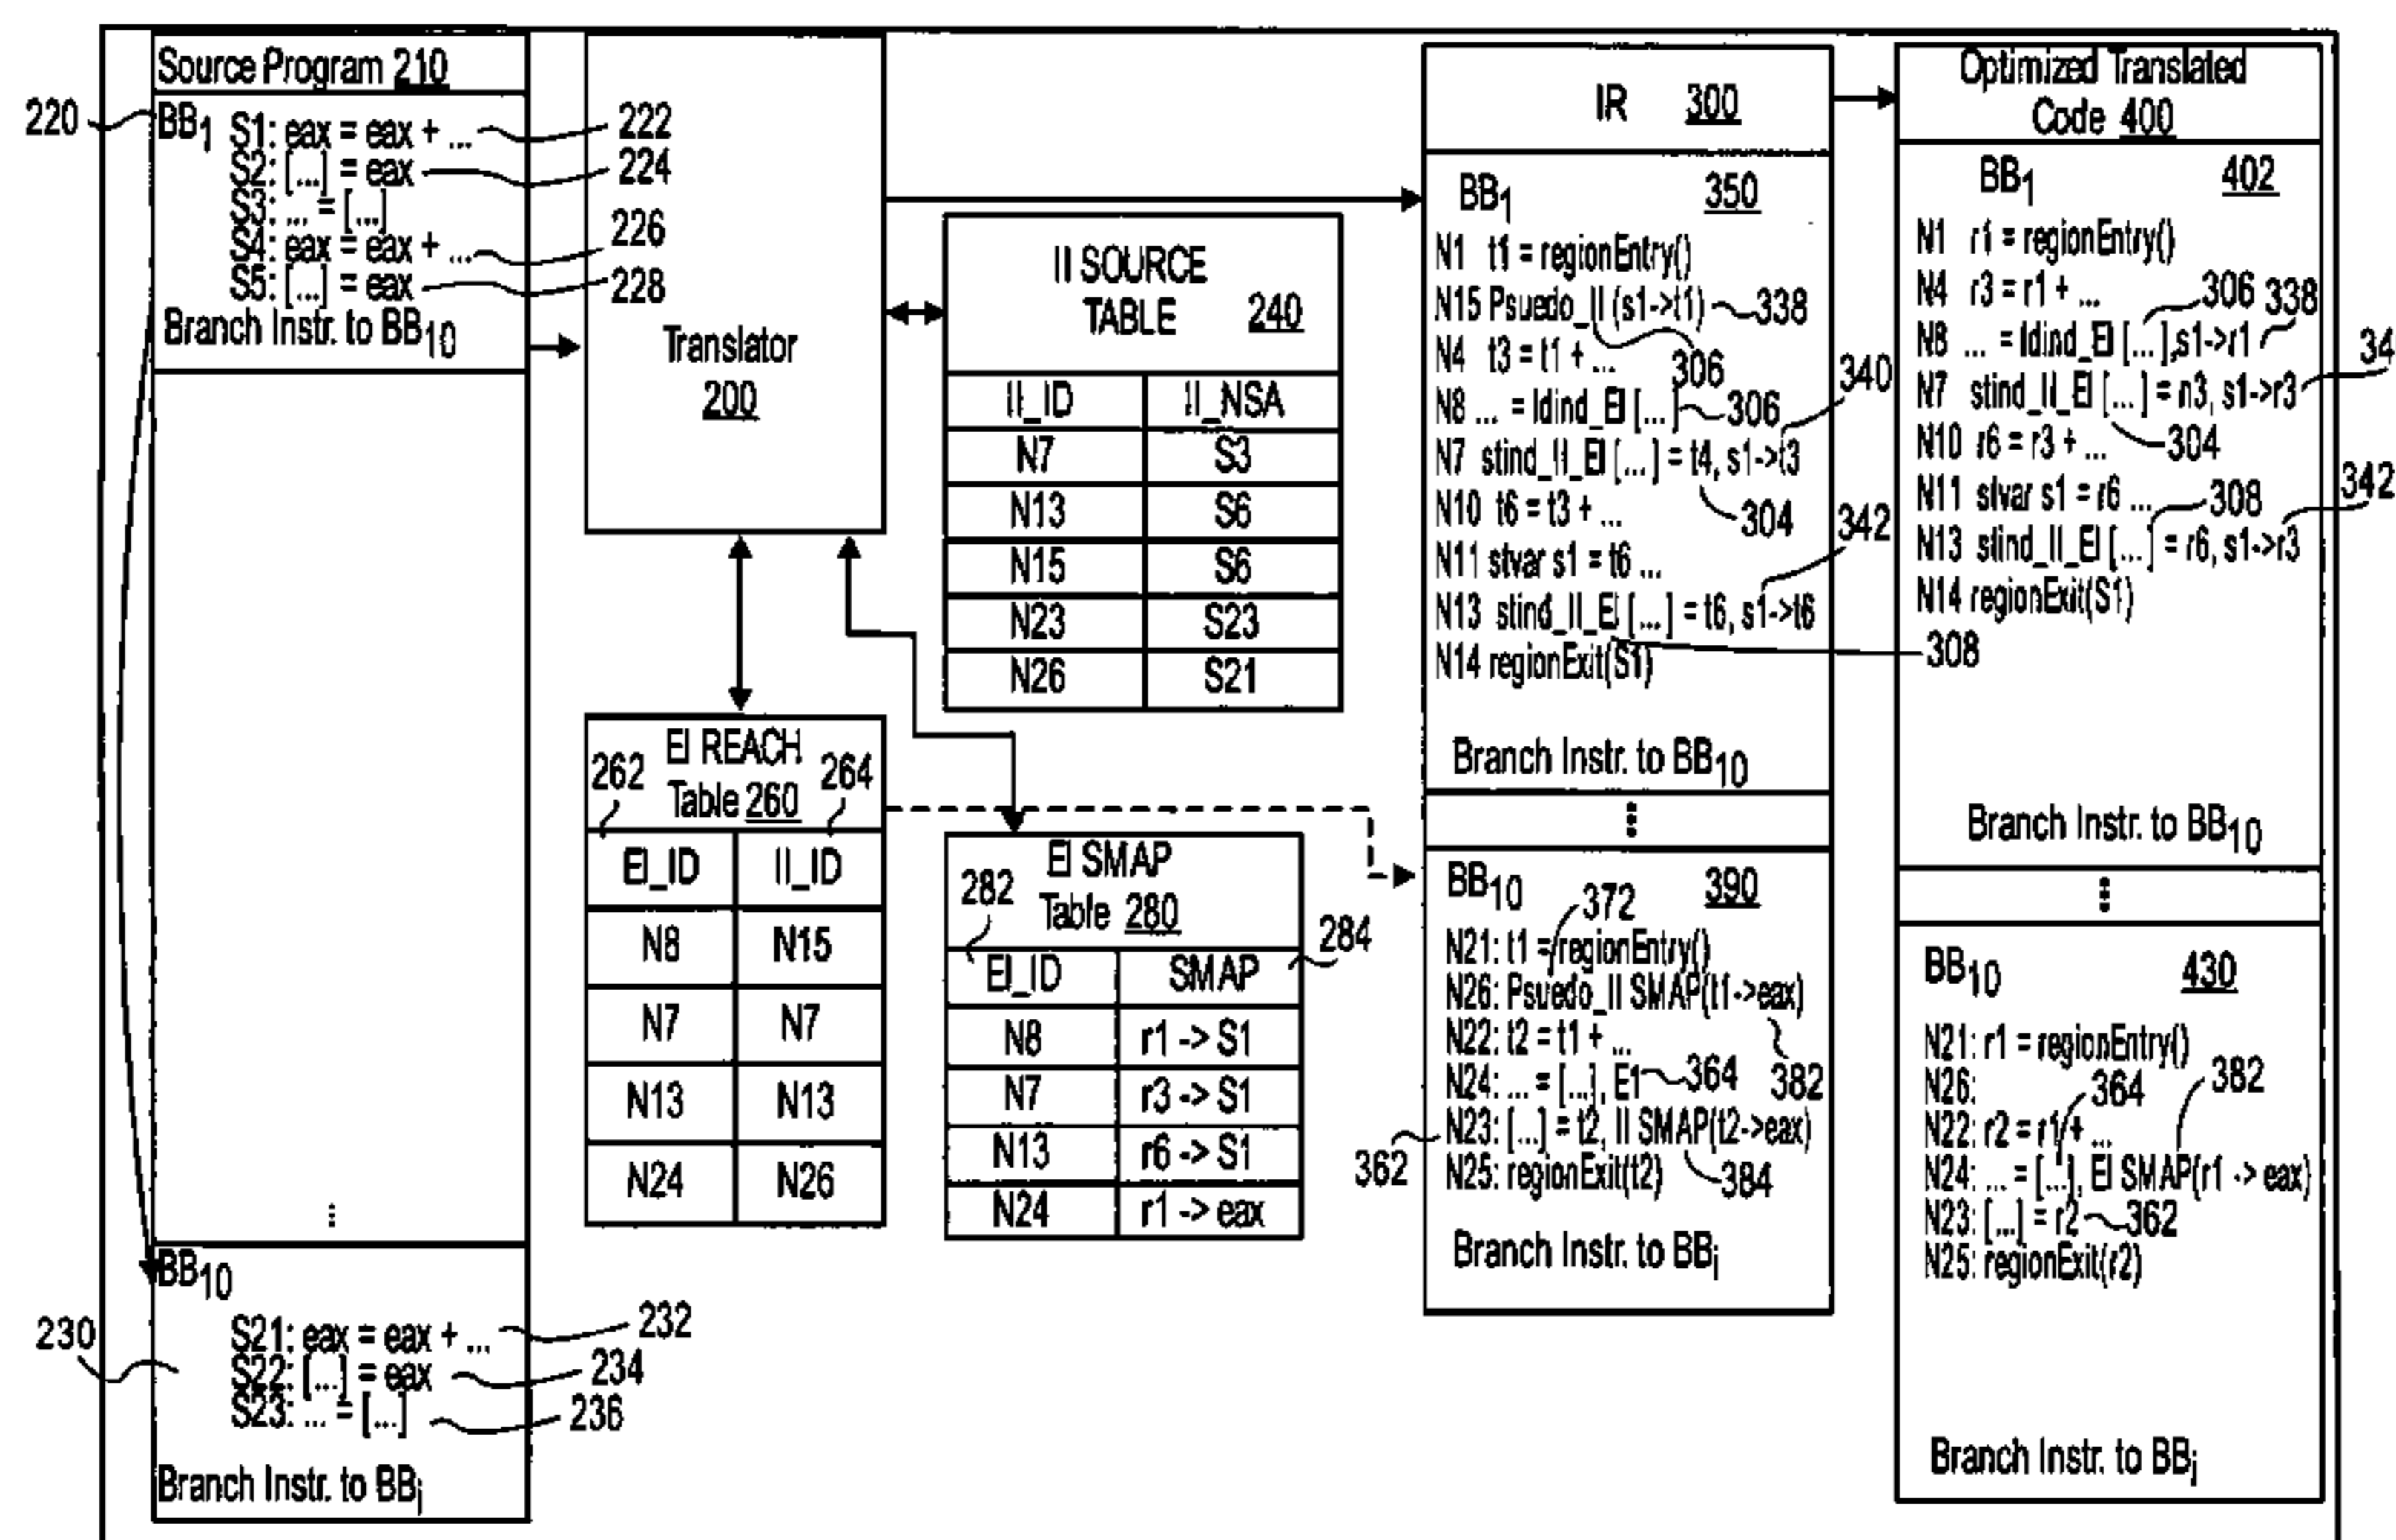 Source Program 210
220
BB1
S1: eax = eax + ...
222
S2: [...] = eax
224
S3: ... = [...]
S4: eax = eax + ...
226
S5: [...] = eax
228
Branch Instr. to BB10
BB10
230
S21: eax = eax + ...
232
S22: [...] = eax
234
S23: ... = [...]
236
Branch Instr. to BBi
Translator
200
II SOURCE
TABLE 240
II_ID II_NSA
N7 S3
N13 S6
N15 S6
N23 S23
N26 S21
262
EI REACH
Table 260
264
EI_ID II_ID
N8 N15
N7 N7
N13 N13
N24 N26
282
EI SMAP
Table 280
284
EI_ID SMAP
N8 r1 -> S1
N7 r3 -> S1
N13 r6 -> S1
N24 r1 -> eax
IR 300
BB1 350
N1 t1 = regionEntry()
N15 Psuedo_II (s1->t1) 338
N4 t3 = t1 + ...
306
340
N8 ... = ldind_EI [...] 306
N7 stind_II_EI [...] = t4, s1->t3
304
N10 t6 = t3 + ...
342
N11 stvar s1 = t6 ...
N13 stind_II_EI [...] = t6, s1->t6
308
N14 regionExit(S1)
Branch Instr. to BB10
BB10 390
372
N21: t1 = regionEntry()
N26: Psuedo_II SMAP(t1->eax)
382
N22: t2 = t1 + ...
N24: ... = [...], E1 364
362
N23: [...] = t2, II SMAP(t2->eax)
384
N25: regionExit(t2)
Branch Instr. to BBi
Optimized Translated
Code 400
BB1 402
N1 r1 = regionEntry()
N4 r3 = r1 + ...
306
338
N8 ... = ldind_EI [...],s1->r1
34
N7 stind_II_EI [...] = n3, s1->r3
304
N10 r6 = r3 + ...
N11 stvar s1 = r6 ...
308
342
N13 stind_II_EI [...] = r6, s1->r3
N14 regionExit(S1)
Branch Instr. to BB10
BB10 430
N21: r1 = regionEntry()
N26:
364
382
N22: r2 = r1 + ...
N24: ... = [...], EI SMAP(r1 -> eax)
N23: [...] = r2 362
N25: regionExit(r2)
Branch Instr. to BBi